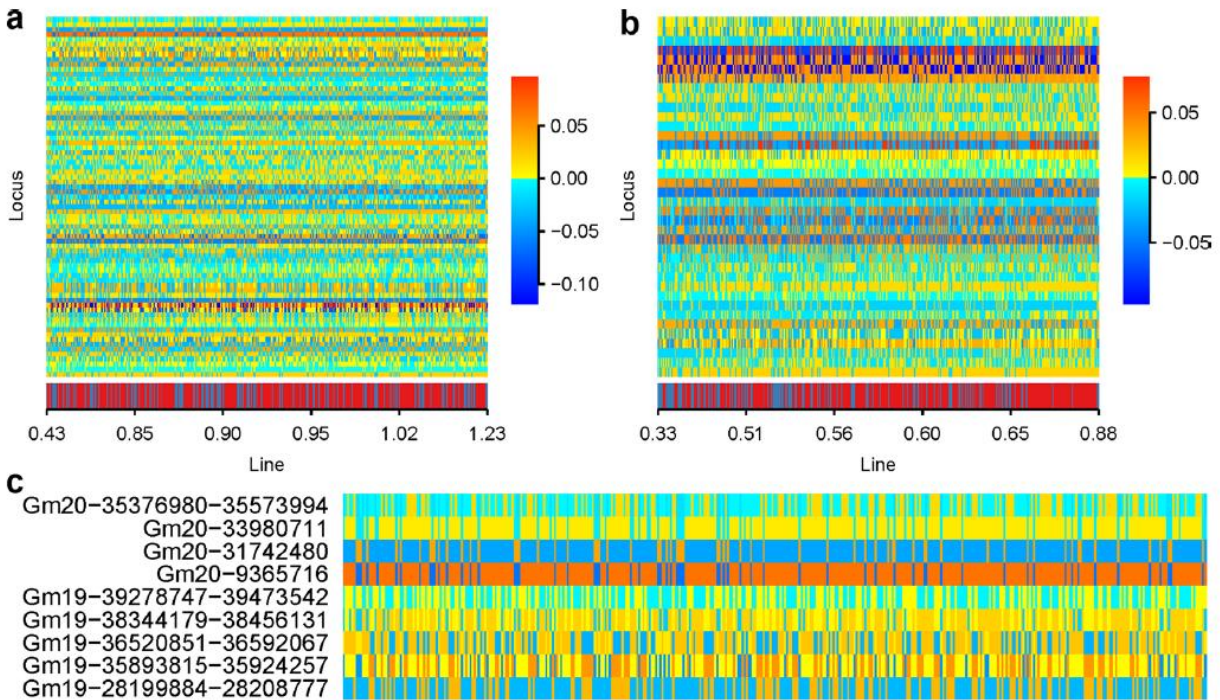 a
b
Locus
0.05
0.00
−0.05
−0.10
0.43 0.85 0.90 0.95 1.02 1.23
Line
Locus
0.05
0.00
−0.05
0.33 0.51 0.56 0.60 0.65 0.88
Line
c
Gm20−35376980−35573994
Gm20−33980711
Gm20−31742480
Gm20−9365716
Gm19−39278747−39473542
Gm19−38344179−38456131
Gm19−36520851−36592067
Gm19−35893815−35924257
Gm19−28199884−28208777